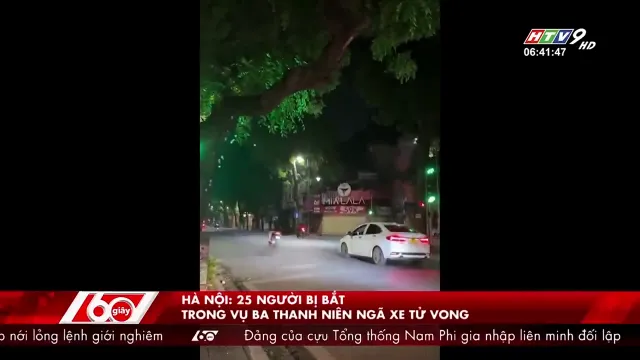 HTV9 HD
06:41:47
MIALALA
60 giây
HÀ NỘI: 25 NGƯỜI BỊ BẮT
TRONG VỤ BA THANH NIÊN NGÃ XE TỬ VONG
o nới lỏng lệnh giới nghiêm
60
Đảng của cựu Tổng thống Nam Phi gia nhập liên minh đối lập